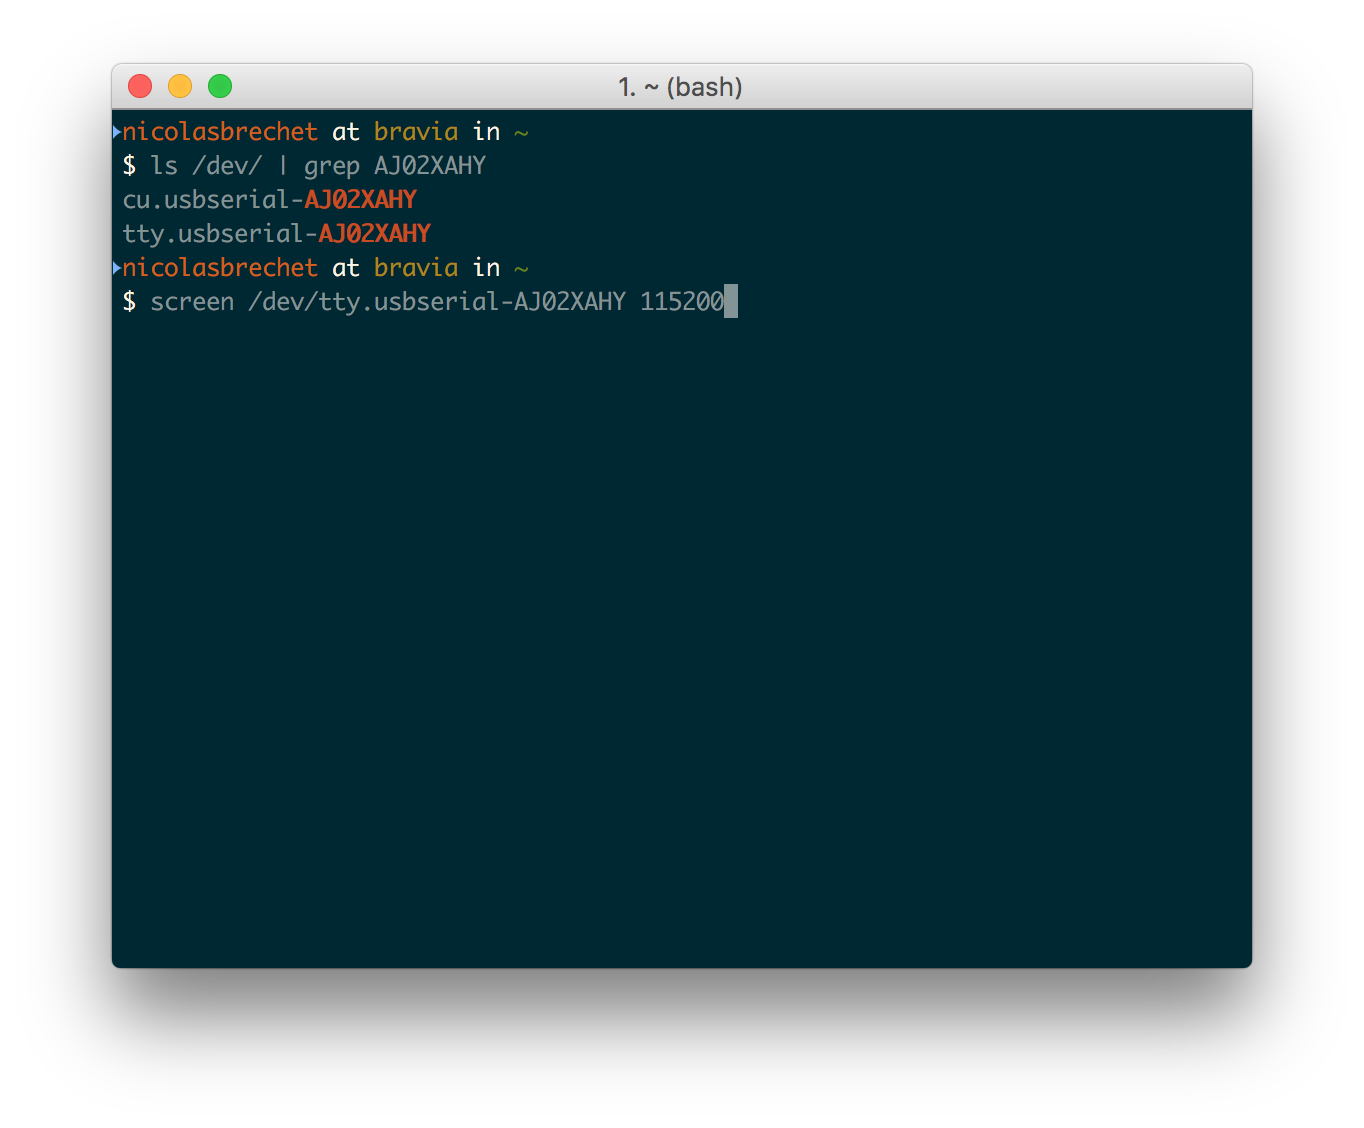 1. ~ (bash)
nicolasbrechet at bravia in ~
$ ls /dev/ | grep AJ02XAHY
cu.usbserial-AJ02XAHY
tty.usbserial-AJ02XAHY
nicolasbrechet at bravia in ~
$ screen /dev/tty.usbserial-AJ02XAHY 115200